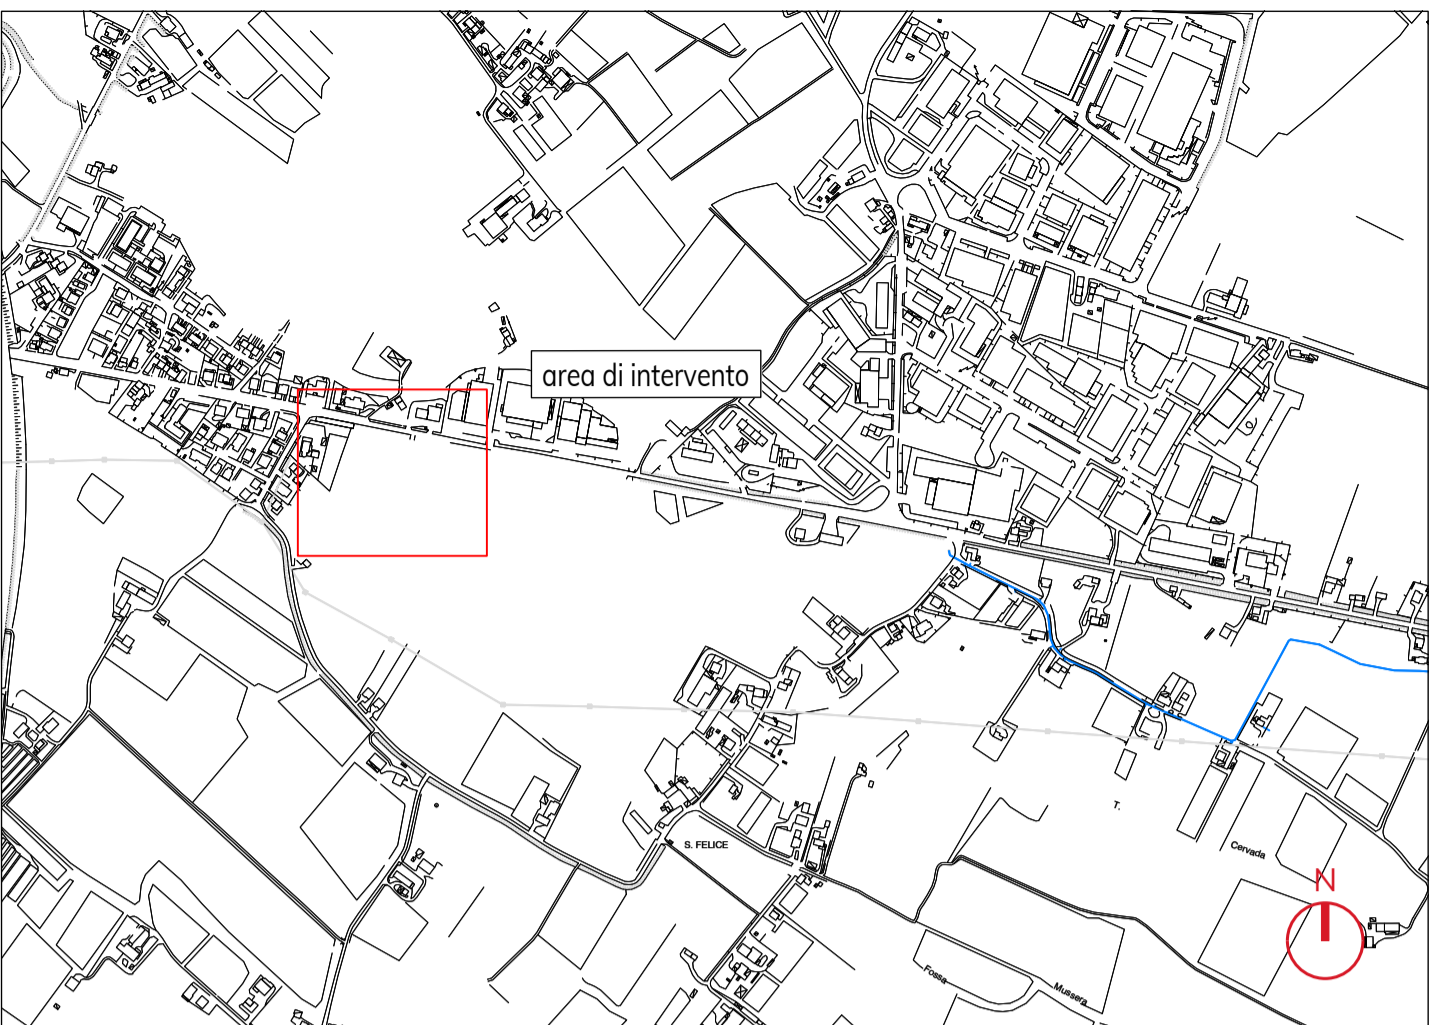 area di intervento
S. FELICE
T.
Cervada
N
Fossa
Mussera